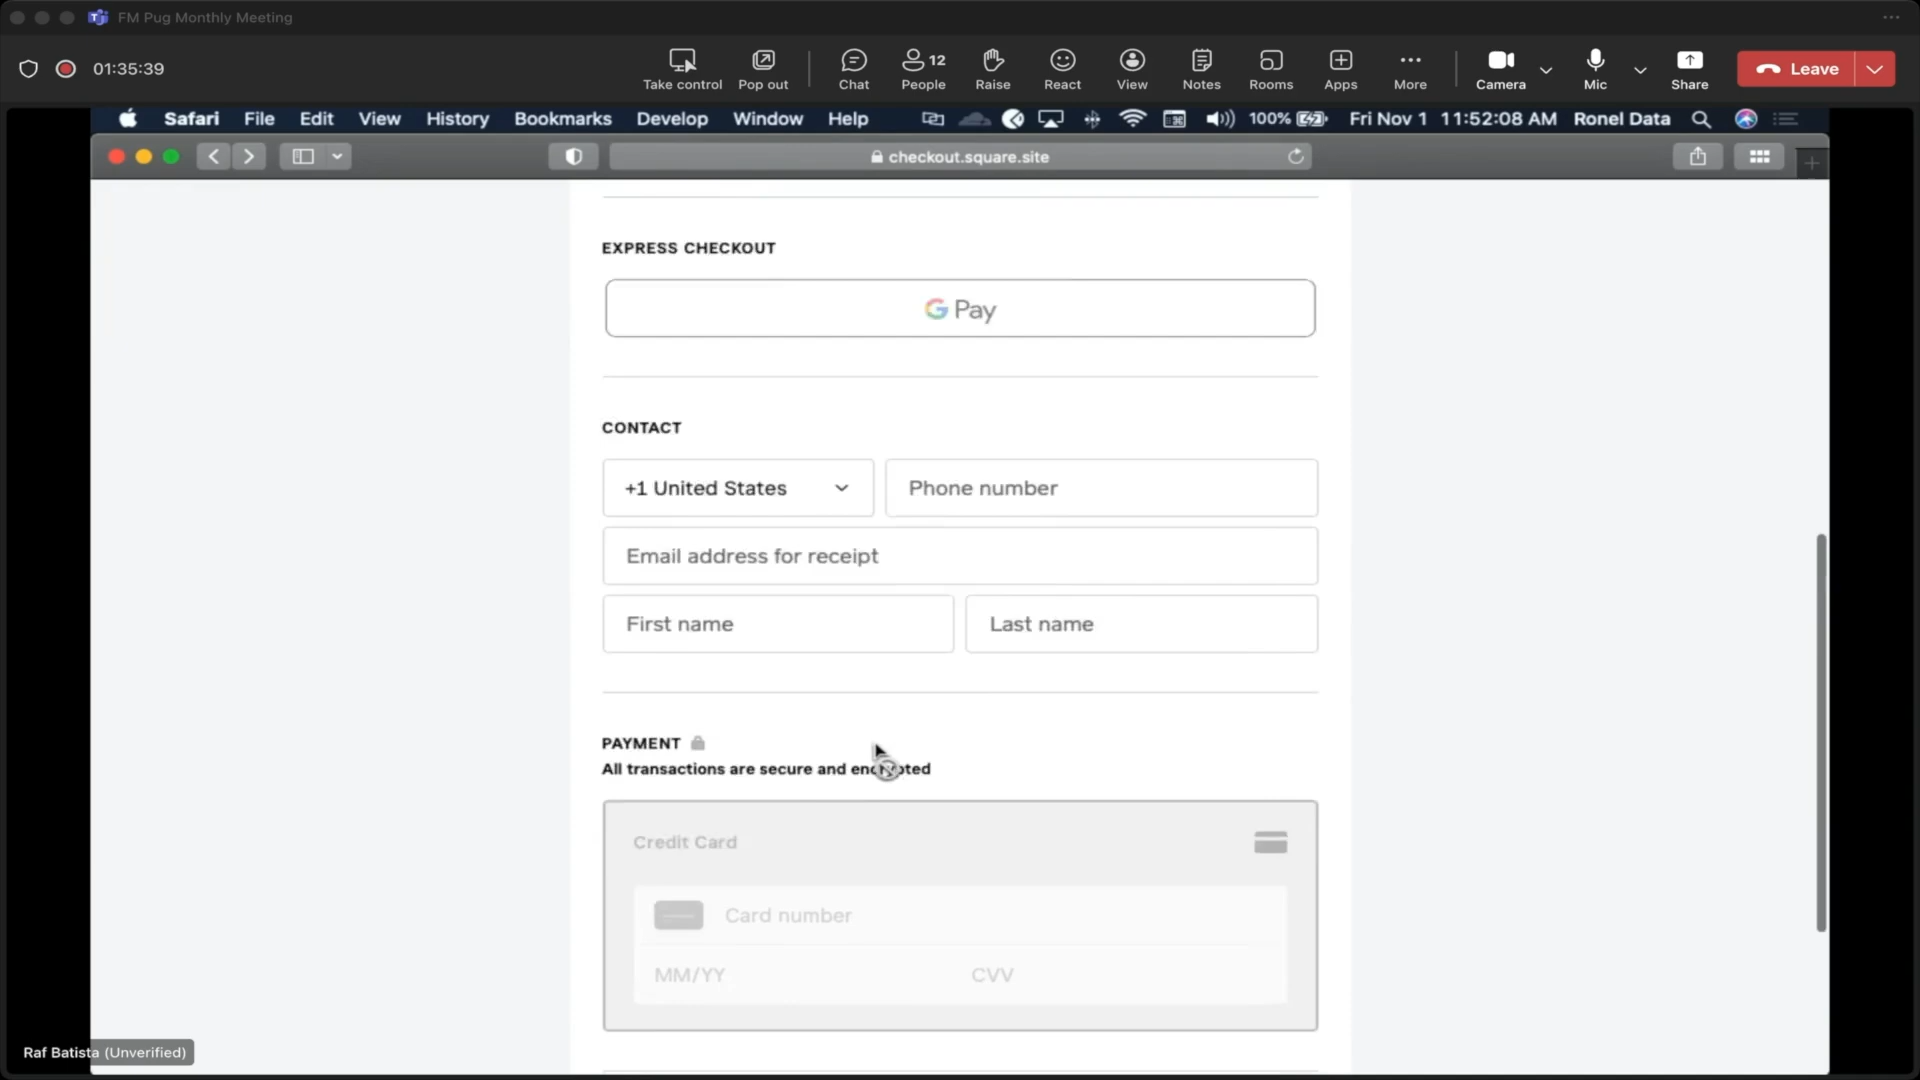 FM Pug Monthly Meeting
01:35:39
Take control
Pop out
Chat
12
People
Raise
React
View
Notes
Rooms
Apps
More
Camera
Mic
Share
Leave
Safari File Edit View History Bookmarks Develop Window Help 100% Fri Nov 1 11:52:08 AM Ronel Data
checkout.square.site
EXPRESS CHECKOUT
G Pay
CONTACT
+1 United States
Phone number
Email address for receipt
First name
Last name
PAYMENT
All transactions are secure and encrypted
Credit Card
Card number
MM/YY
CVV
Raf Batista (Unverified)